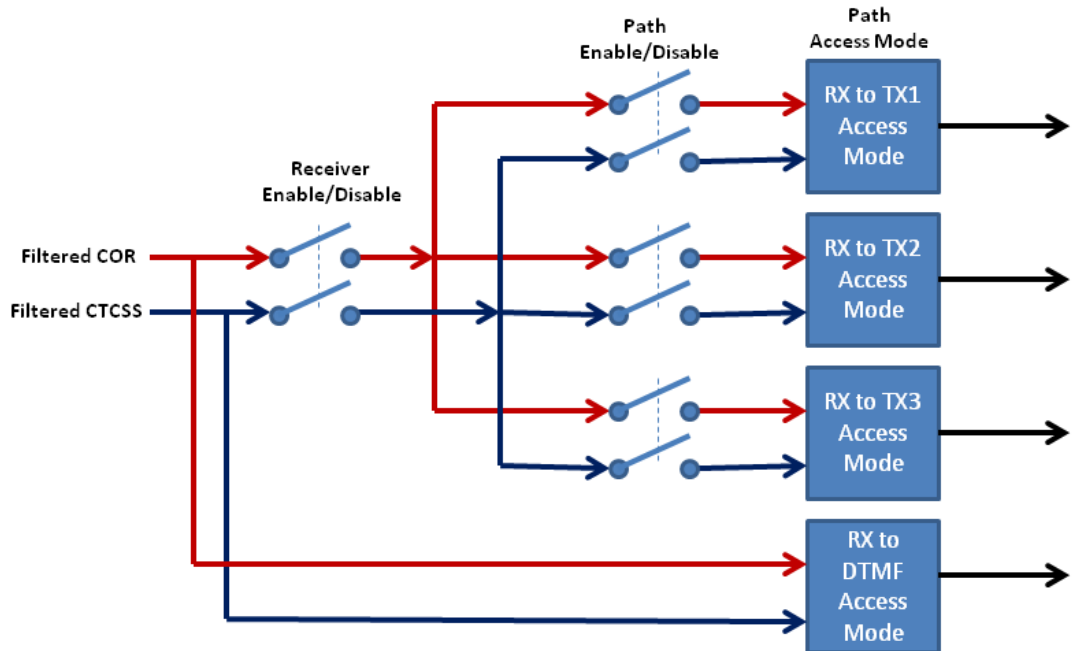 Path
Enable/Disable
Path
Access Mode
RX to TX1
Access
Mode
Receiver
Enable/Disable
Filtered COR
Filtered CTCSS
RX to TX2
Access
Mode
RX to TX3
Access
Mode
RX to
DTMF
Access
Mode